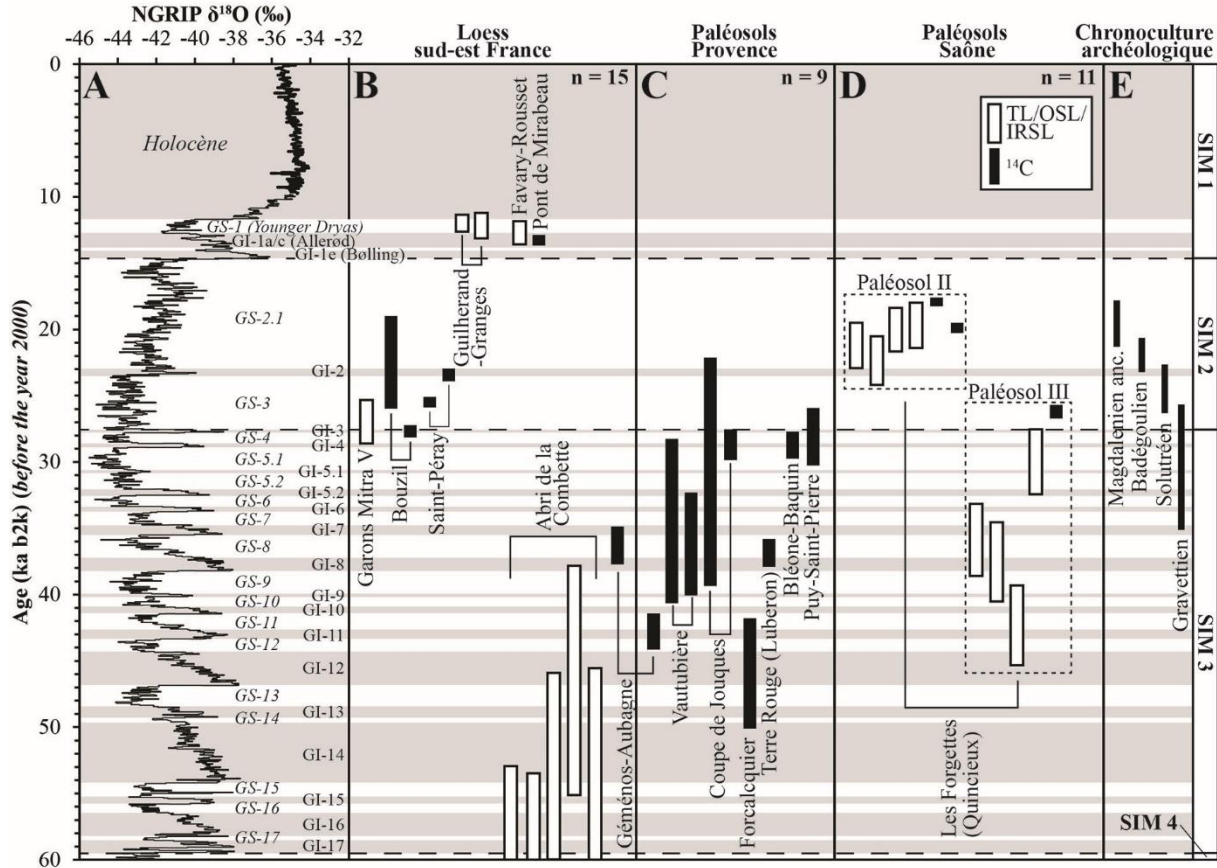 NGRIP δ¹⁸O (‰)
-46 -44 -42 -40 -38 -36 -34 -32
Loess
sud-est France
Paléosols
Provence
Paléosols
Saône
Chronoculture
archéologique
Age (ka b2k) (before the year 2000)
0
10
20
30
40
50
60
A
Holocène
GS-1 (Younger Dryas)
GI-1a/c (Allerød)
GI-1e (Bølling)
GS-2.1
GI-2
GS-3
GI-3
GS-4
GI-4
GS-5.1
GI-5.1
GS-5.2
GI-5.2
GS-6
GI-6
GS-7
GI-7
GS-8
GI-8
GS-9
GI-9
GS-10
GI-10
GS-11
GI-11
GS-12
GI-12
GS-13
GI-13
GS-14
GI-14
GS-15
GI-15
GS-16
GI-16
GS-17
GI-17
B
n = 15
Garons Mitra V
Bouzil
Saint-Péray
Guilherand
-Granges
Favary-Rousset
Pont de Mirabeau
Abri de la
Combette
Géménos-Aubagne
C
n = 9
Vautubière
Coupe de Jouques
Forcalcquier
Terre Rouge (Luberon)
Bléone-Baquin
Puy-Saint-Pierre
D
n = 11
TL/OSL/
IRSL
¹⁴C
Paléosol II
Paléosol III
Les Forgettes
(Quincieux)
E
Magdalenien anc.
Badégoulien
Solutréen
Gravettien
SIM 1
SIM 2
SIM 3
SIM 4